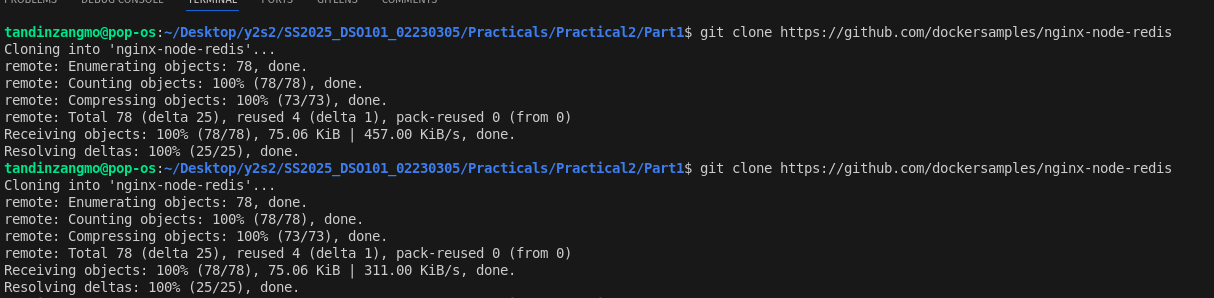 PROBLEMS DEBUG CONSOLE TERMINAL PORTS GITLENS COMMENTS
tandinzangmo@pop-os:~/Desktop/y2s2/SS2025_DSO101_02230305/Practicals/Practical2/Part1$ git clone https://github.com/dockersamples/nginx-node-redis
Cloning into 'nginx-node-redis'...
remote: Enumerating objects: 78, done.
remote: Counting objects: 100% (78/78), done.
remote: Compressing objects: 100% (73/73), done.
remote: Total 78 (delta 25), reused 4 (delta 1), pack-reused 0 (from 0)
Receiving objects: 100% (78/78), 75.06 KiB | 457.00 KiB/s, done.
Resolving deltas: 100% (25/25), done.
tandinzangmo@pop-os:~/Desktop/y2s2/SS2025_DSO101_02230305/Practicals/Practical2/Part1$ git clone https://github.com/dockersamples/nginx-node-redis
Cloning into 'nginx-node-redis'...
remote: Enumerating objects: 78, done.
remote: Counting objects: 100% (78/78), done.
remote: Compressing objects: 100% (73/73), done.
remote: Total 78 (delta 25), reused 4 (delta 1), pack-reused 0 (from 0)
Receiving objects: 100% (78/78), 75.06 KiB | 311.00 KiB/s, done.
Resolving deltas: 100% (25/25), done.